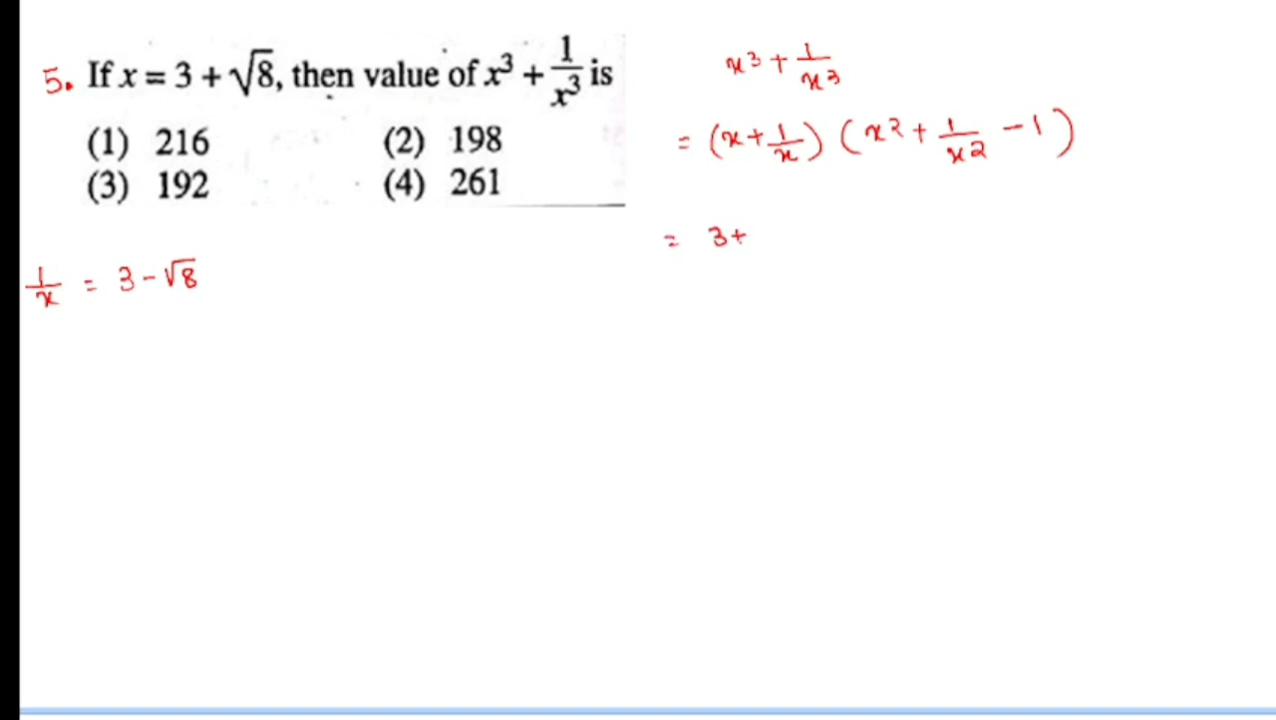 5. If x = 3 + √8, then value of x³ + 1/x³ is
(1) 216 (2) 198
(3) 192 (4) 261
1/x = 3 - √8
x³ + 1/x³
= (x + 1/x) (x² + 1/x² - 1)
= 3+